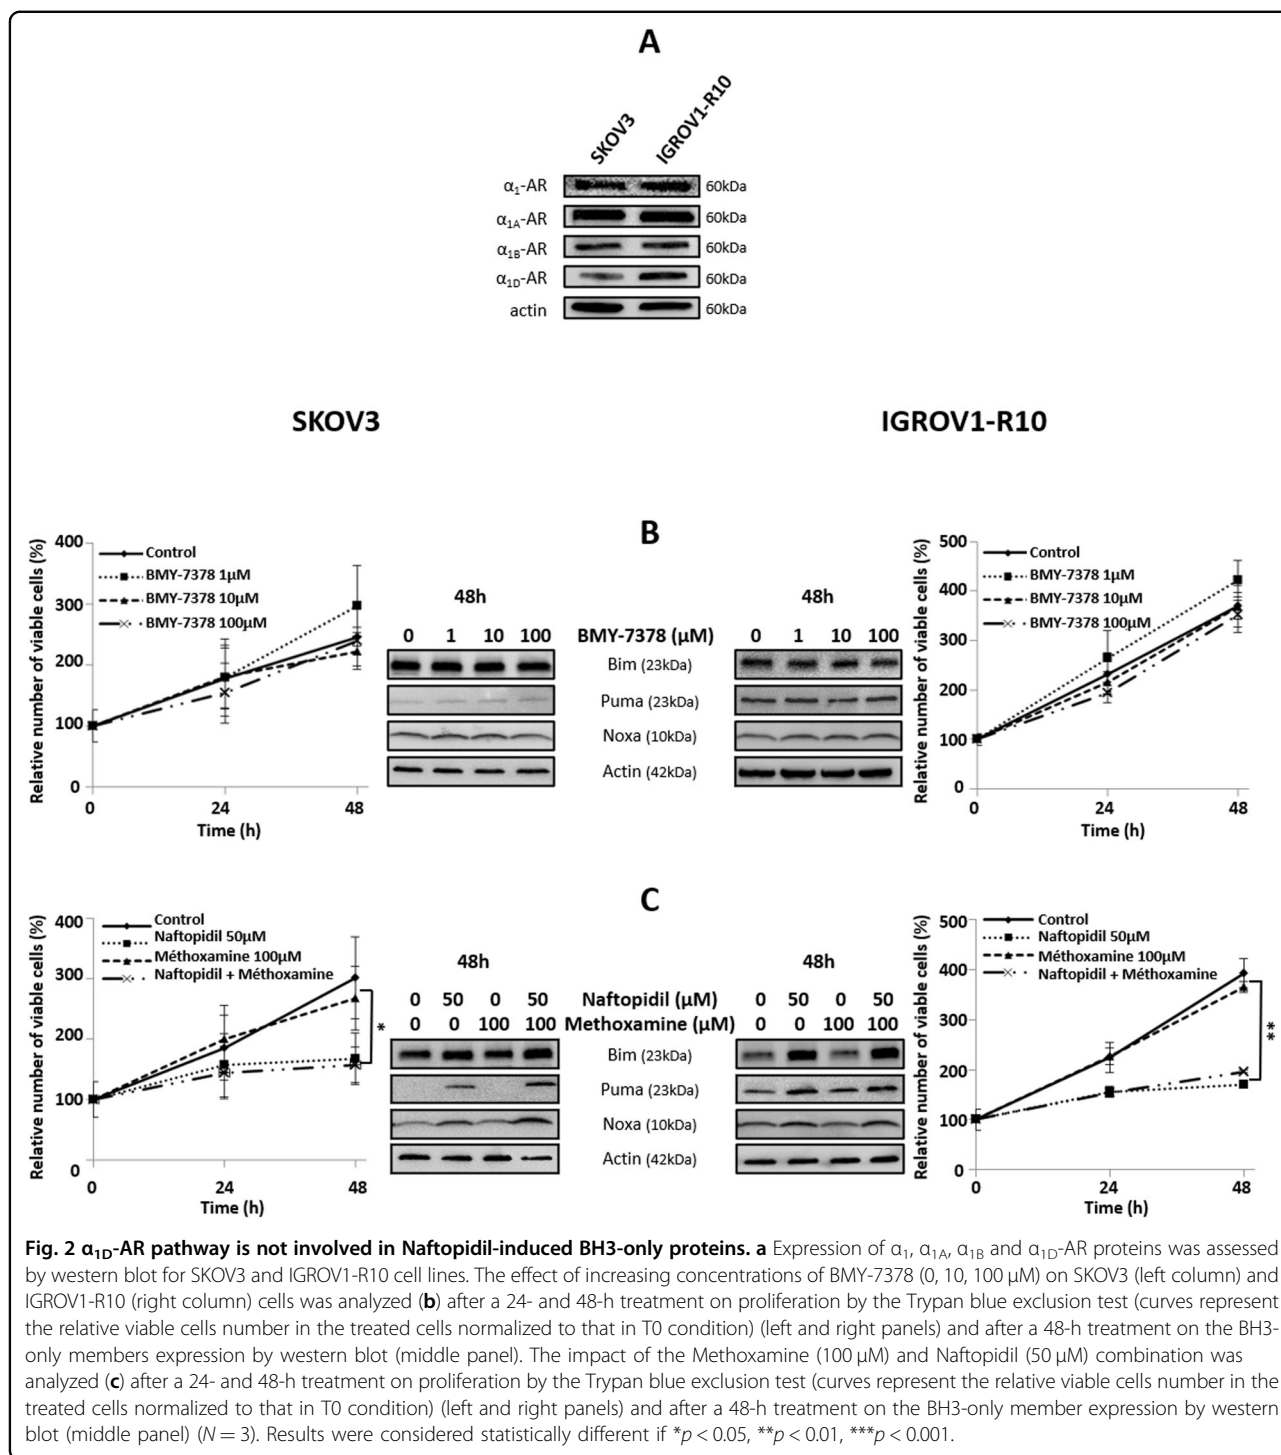 A
SKOV3
IGROV1-R10
α1-AR 60kDa
α1A-AR 60kDa
α1B-AR 60kDa
α1D-AR 60kDa
actin 60kDa
SKOV3
IGROV1-R10
B
Relative number of viable cells (%)
400
300
200
100
0
Control
BMY-7378 1µM
BMY-7378 10µM
BMY-7378 100µM
0 24 48
Time (h)
48h
48h
0 1 10 100 BMY-7378 (µM) 0 1 10 100
Bim (23kDa)
Puma (23kDa)
Noxa (10kDa)
Actin (42kDa)
Relative number of viable cells (%)
500
400
300
200
100
0
Control
BMY-7378 1µM
BMY-7378 10µM
BMY-7378 100µM
0 24 48
Time (h)
C
Relative number of viable cells (%)
400
300
200
100
0
Control
Naftopidil 50µM
Méthoxamine 100µM
Naftopidil + Méthoxamine
*
0 24 48
Time (h)
48h
48h
0 50 0 50 Naftopidil (µM) 0 50 0 50
0 0 100 100 Methoxamine (µM) 0 0 100 100
Bim (23kDa)
Puma (23kDa)
Noxa (10kDa)
Actin (42kDa)
Relative number of viable cells (%)
500
400
300
200
100
0
Control
Naftopidil 50µM
Méthoxamine 100µM
Naftopidil + Méthoxamine
**
0 24 48
Time (h)
Fig. 2 α1D-AR pathway is not involved in Naftopidil-induced BH3-only proteins. a Expression of α1, α1A, α1B and α1D-AR proteins was assessed
by western blot for SKOV3 and IGROV1-R10 cell lines. The effect of increasing concentrations of BMY-7378 (0, 10, 100 µM) on SKOV3 (left column) and
IGROV1-R10 (right column) cells was analyzed (b) after a 24- and 48-h treatment on proliferation by the Trypan blue exclusion test (curves represent
the relative viable cells number in the treated cells normalized to that in T0 condition) (left and right panels) and after a 48-h treatment on the BH3-
only members expression by western blot (middle panel). The impact of the Methoxamine (100 µM) and Naftopidil (50 µM) combination was
analyzed (c) after a 24- and 48-h treatment on proliferation by the Trypan blue exclusion test (curves represent the relative viable cells number in the
treated cells normalized to that in T0 condition) (left and right panels) and after a 48-h treatment on the BH3-only member expression by western
blot (middle panel) (N = 3). Results were considered statistically different if *p < 0.05, **p < 0.01, ***p < 0.001.